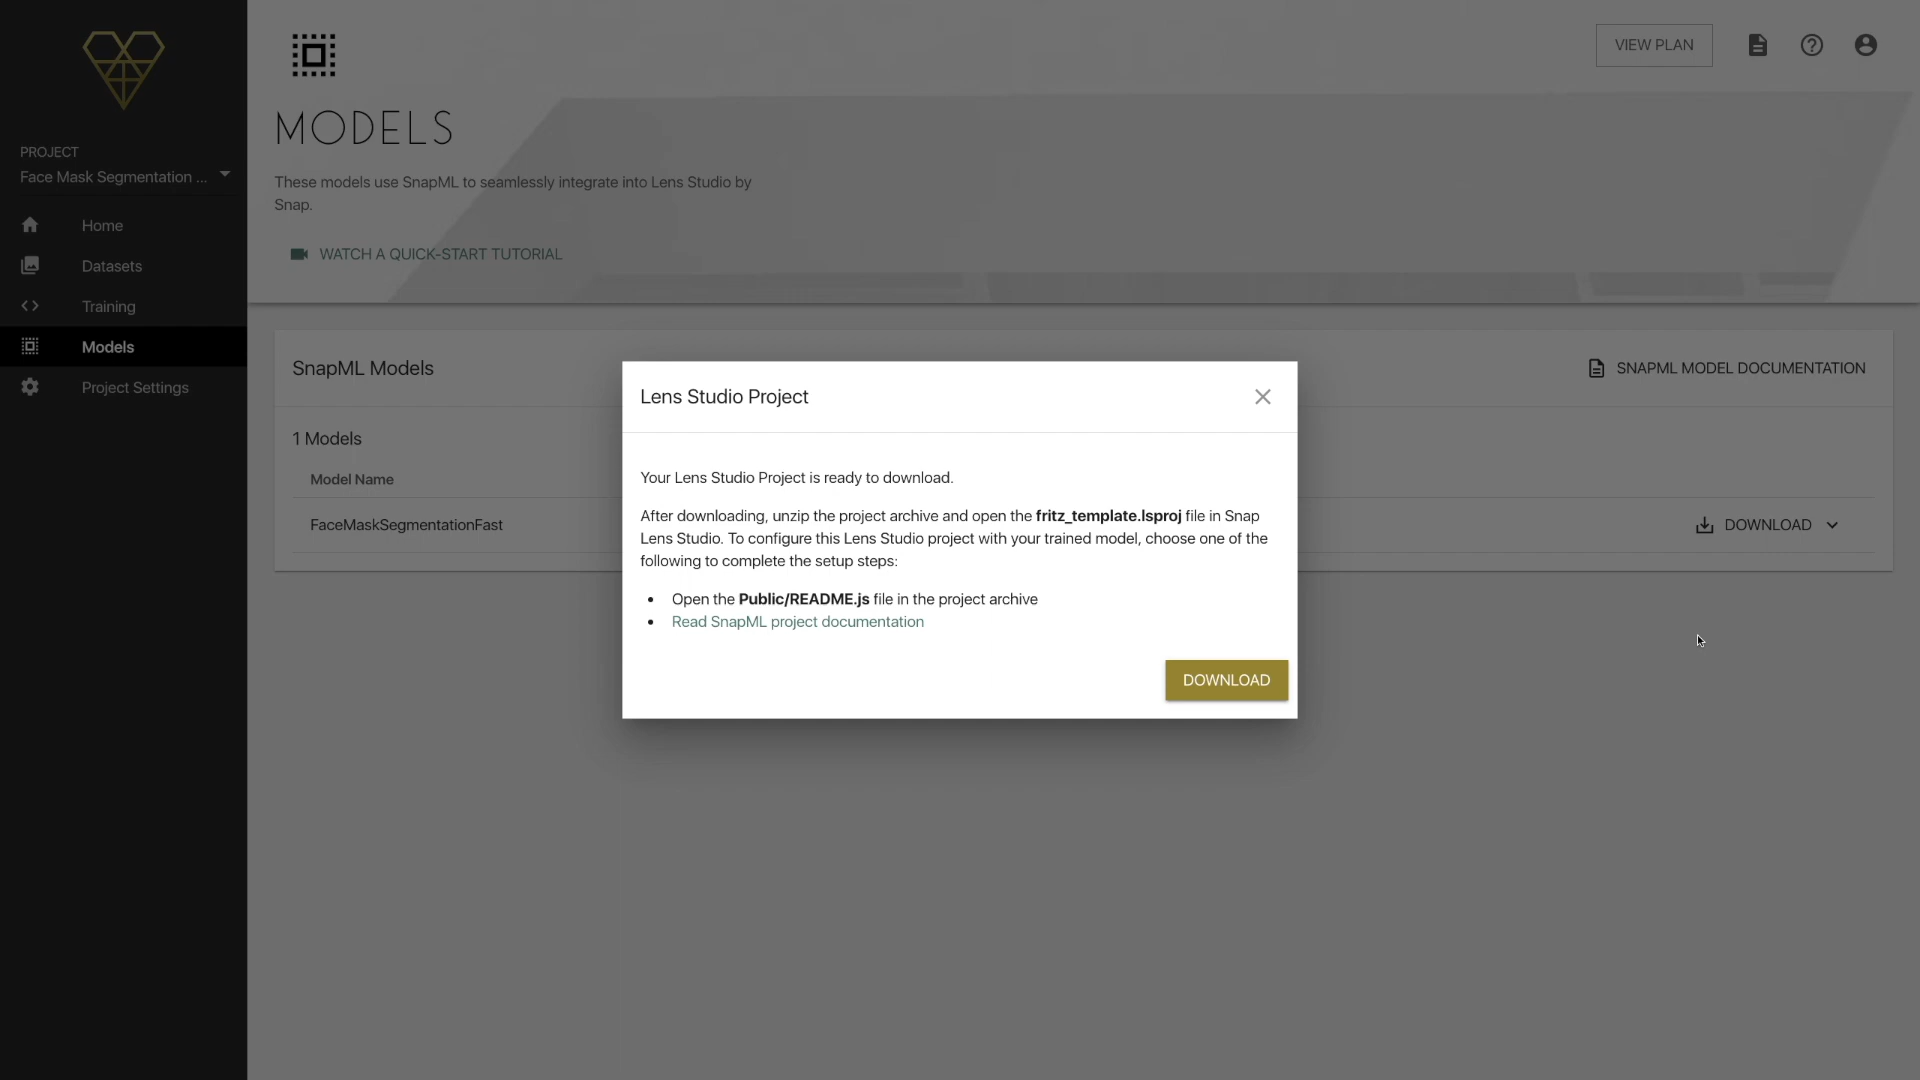 VIEW PLAN
MODELS
PROJECT
Face Mask Segmentation ...
These models use SnapML to seamlessly integrate into Lens Studio by
Snap.
WATCH A QUICK-START TUTORIAL
Home
Datasets
Training
Models
Project Settings
SnapML Models
SNAPML MODEL DOCUMENTATION
1 Models
Model Name
FaceMaskSegmentationFast
DOWNLOAD
Lens Studio Project
Your Lens Studio Project is ready to download.
After downloading, unzip the project archive and open the fritz_template.lsproj file in Snap
Lens Studio. To configure this Lens Studio project with your trained model, choose one of the
following to complete the setup steps:
• Open the Public/README.js file in the project archive
• Read SnapML project documentation
DOWNLOAD